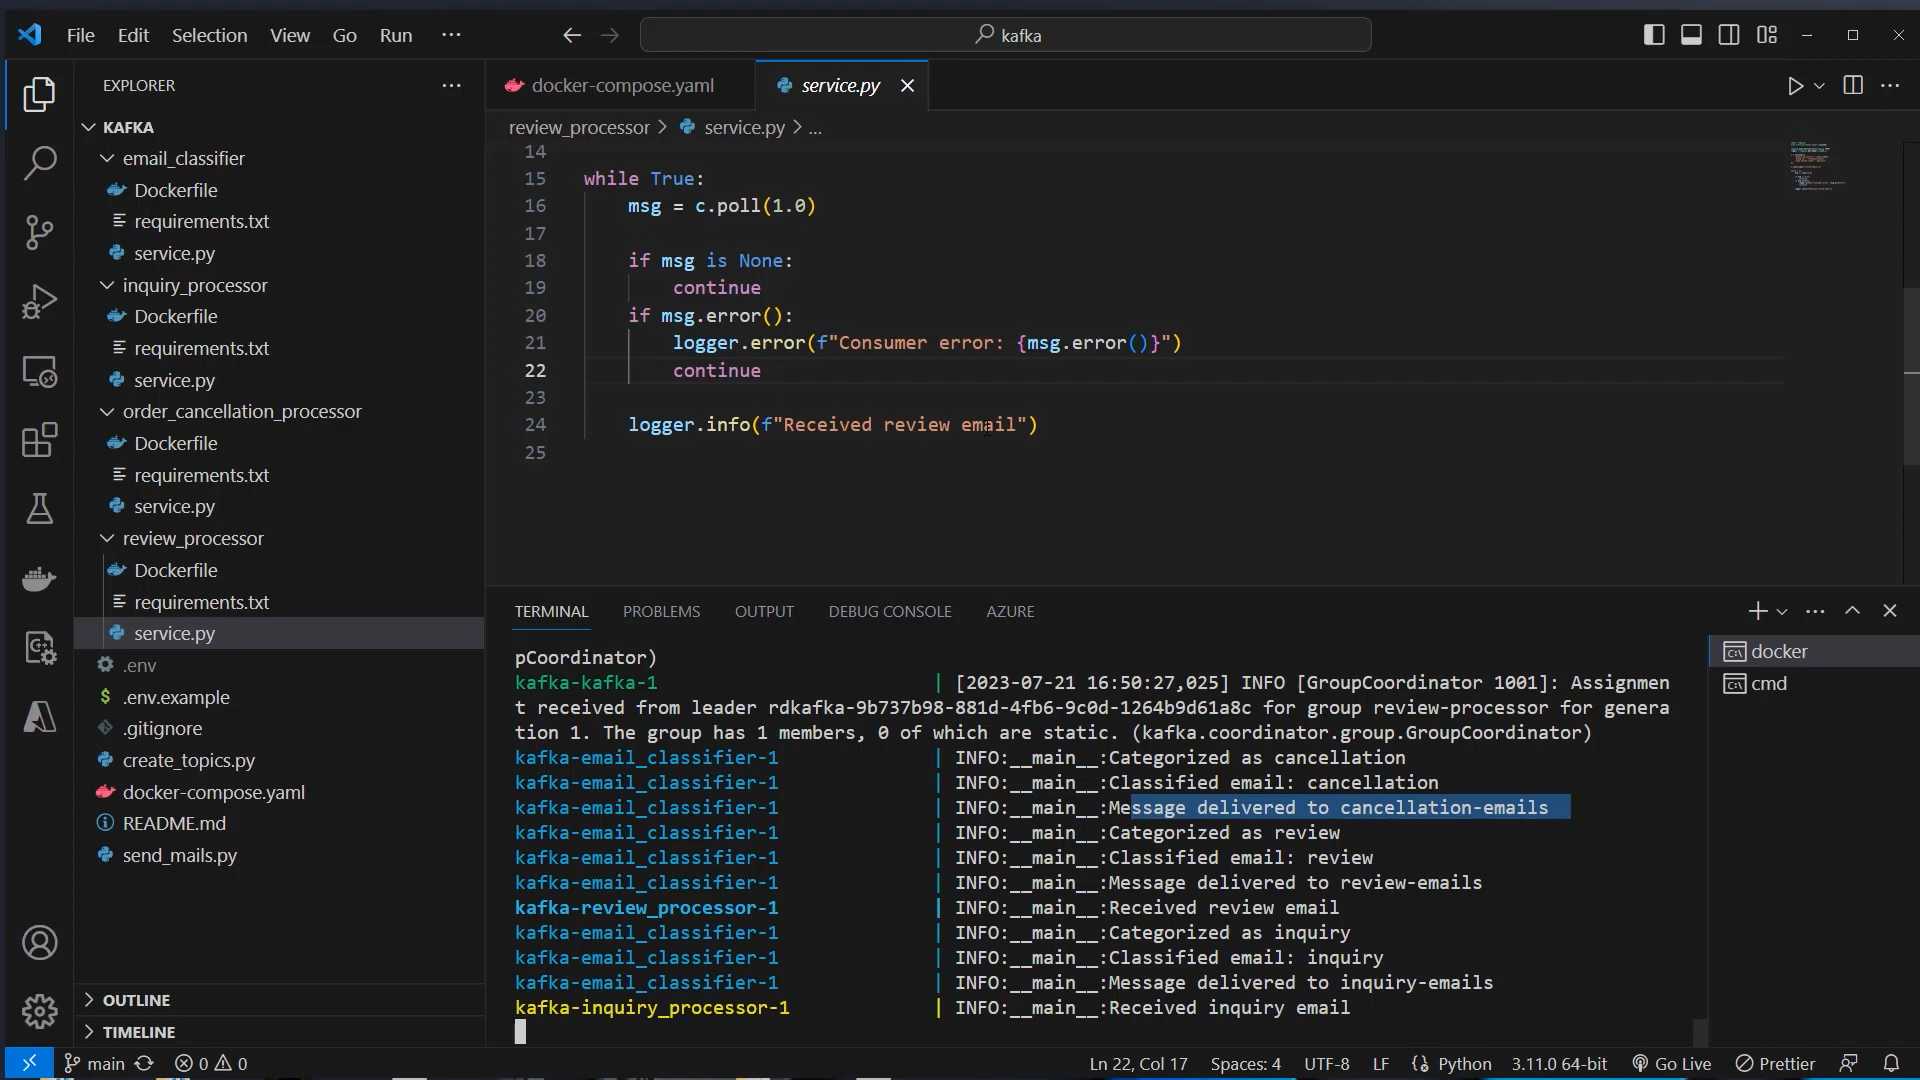 File Edit Selection View Go Run ···
kafka
EXPLORER
docker-compose.yaml
service.py
KAFKA
review_processor > service.py > ...
email_classifier
Dockerfile
requirements.txt
service.py
inquiry_processor
Dockerfile
requirements.txt
service.py
order_cancellation_processor
Dockerfile
requirements.txt
service.py
review_processor
Dockerfile
requirements.txt
service.py
.env
.env.example
.gitignore
create_topics.py
docker-compose.yaml
README.md
send_mails.py
OUTLINE
TIMELINE
14
15 while True:
16 msg = c.poll(1.0)
17
18 if msg is None:
19 continue
20 if msg.error():
21 logger.error(f"Consumer error: {msg.error()}")
22 continue
23
24 logger.info(f"Received review email")
25
TERMINAL PROBLEMS OUTPUT DEBUG CONSOLE AZURE
docker
cmd
pCoordinator)
kafka-kafka-1 | [2023-07-21 16:50:27,025] INFO [GroupCoordinator 1001]: Assignmen
t received from leader rdkafka-9b737b98-881d-4fb6-9c0d-1264b9d61a8c for group review-processor for genera
tion 1. The group has 1 members, 0 of which are static. (kafka.coordinator.group.GroupCoordinator)
kafka-email_classifier-1 | INFO:__main__:Categorized as cancellation
kafka-email_classifier-1 | INFO:__main__:Classified email: cancellation
kafka-email_classifier-1 | INFO:__main__:Message delivered to cancellation-emails
kafka-email_classifier-1 | INFO:__main__:Categorized as review
kafka-email_classifier-1 | INFO:__main__:Classified email: review
kafka-email_classifier-1 | INFO:__main__:Message delivered to review-emails
kafka-review_processor-1 | INFO:__main__:Received review email
kafka-email_classifier-1 | INFO:__main__:Categorized as inquiry
kafka-email_classifier-1 | INFO:__main__:Classified email: inquiry
kafka-email_classifier-1 | INFO:__main__:Message delivered to inquiry-emails
kafka-inquiry_processor-1 | INFO:__main__:Received inquiry email
main 0 0 Ln 22, Col 17 Spaces: 4 UTF-8 LF Python 3.11.0 64-bit Go Live Prettier